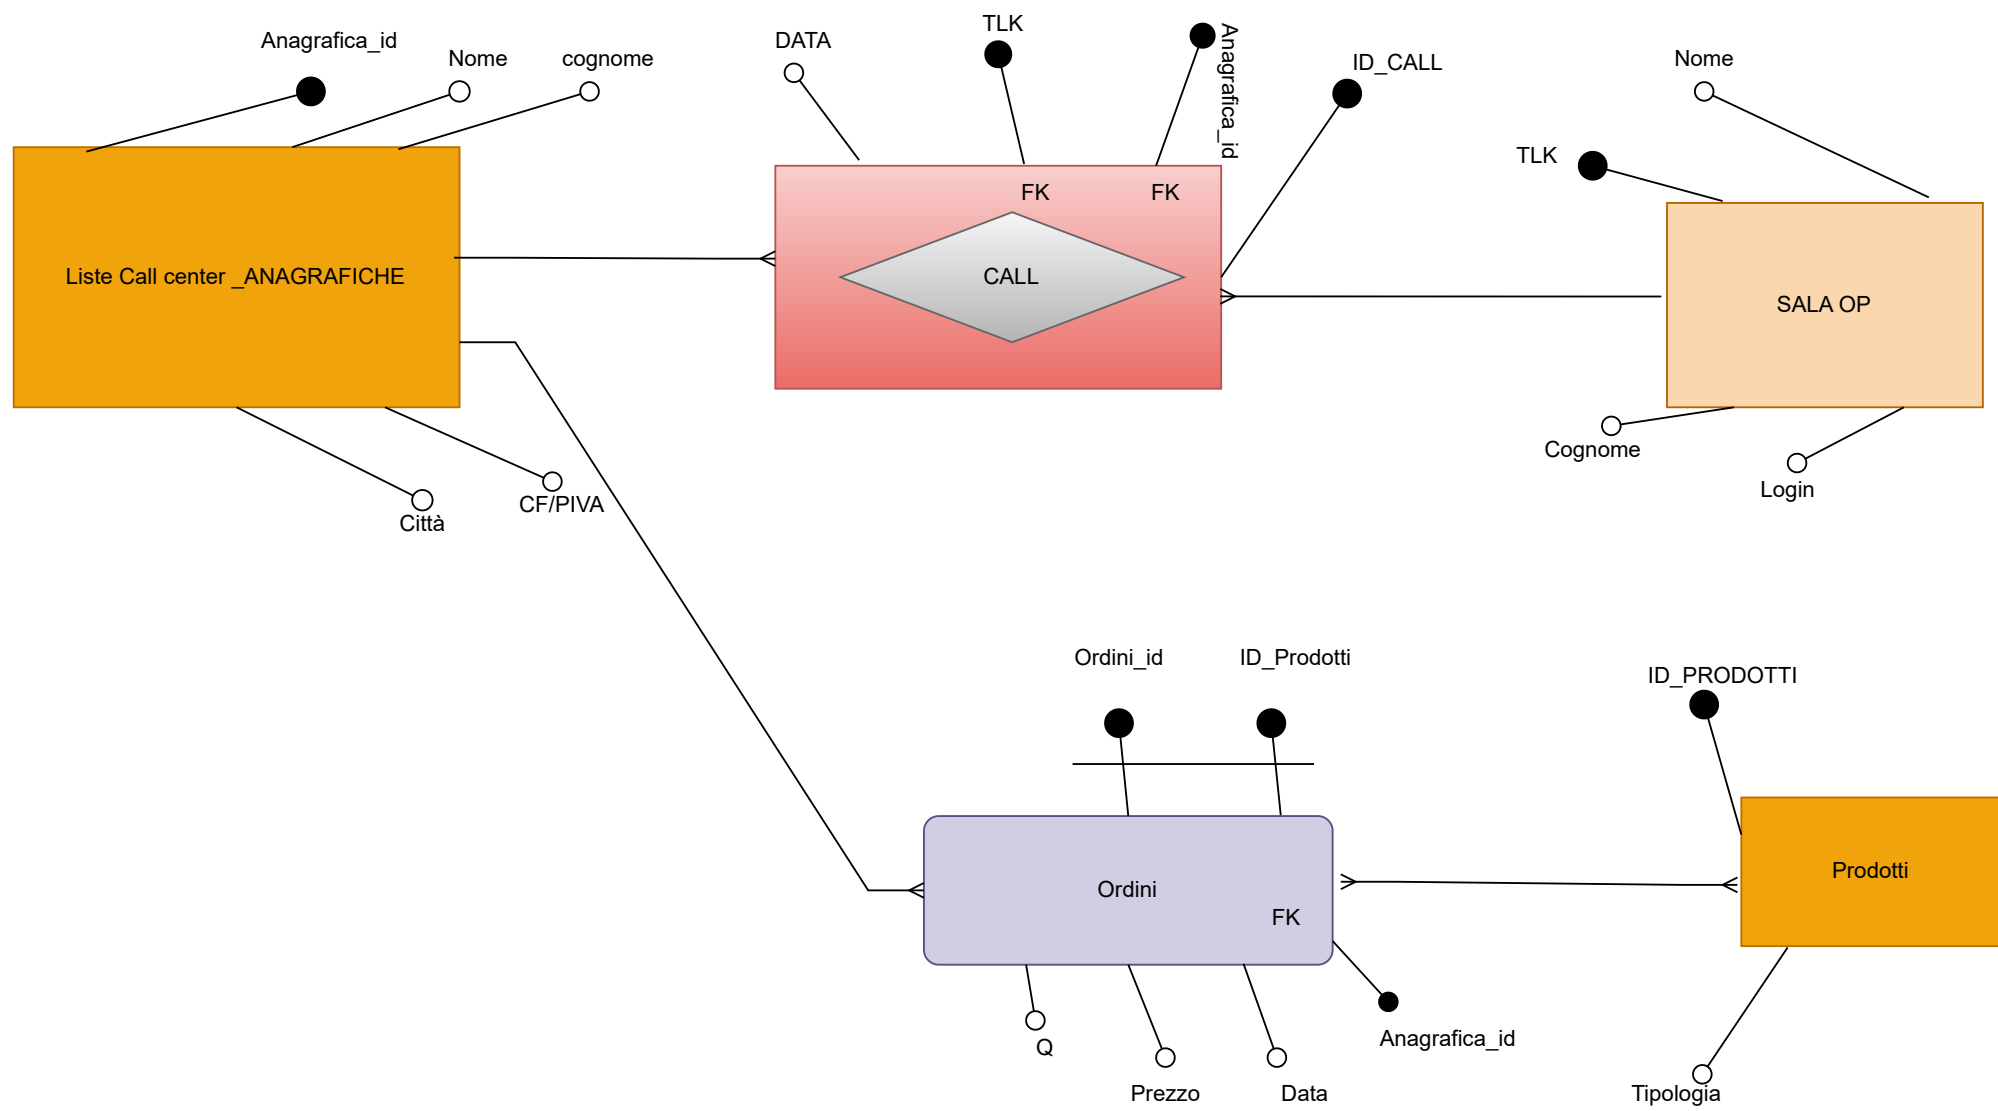 Anagrafica_id
Nome
cognome
DATA
TLK
Anagrafica_id
ID_CALL
Nome
TLK
FK
FK
Liste Call center _ANAGRAFICHE
CALL
SALA OP
Cognome
Login
Città
CF/PIVA
Ordini_id
ID_Prodotti
ID_PRODOTTI
Ordini
FK
Prodotti
Q
Prezzo
Data
Anagrafica_id
Tipologia